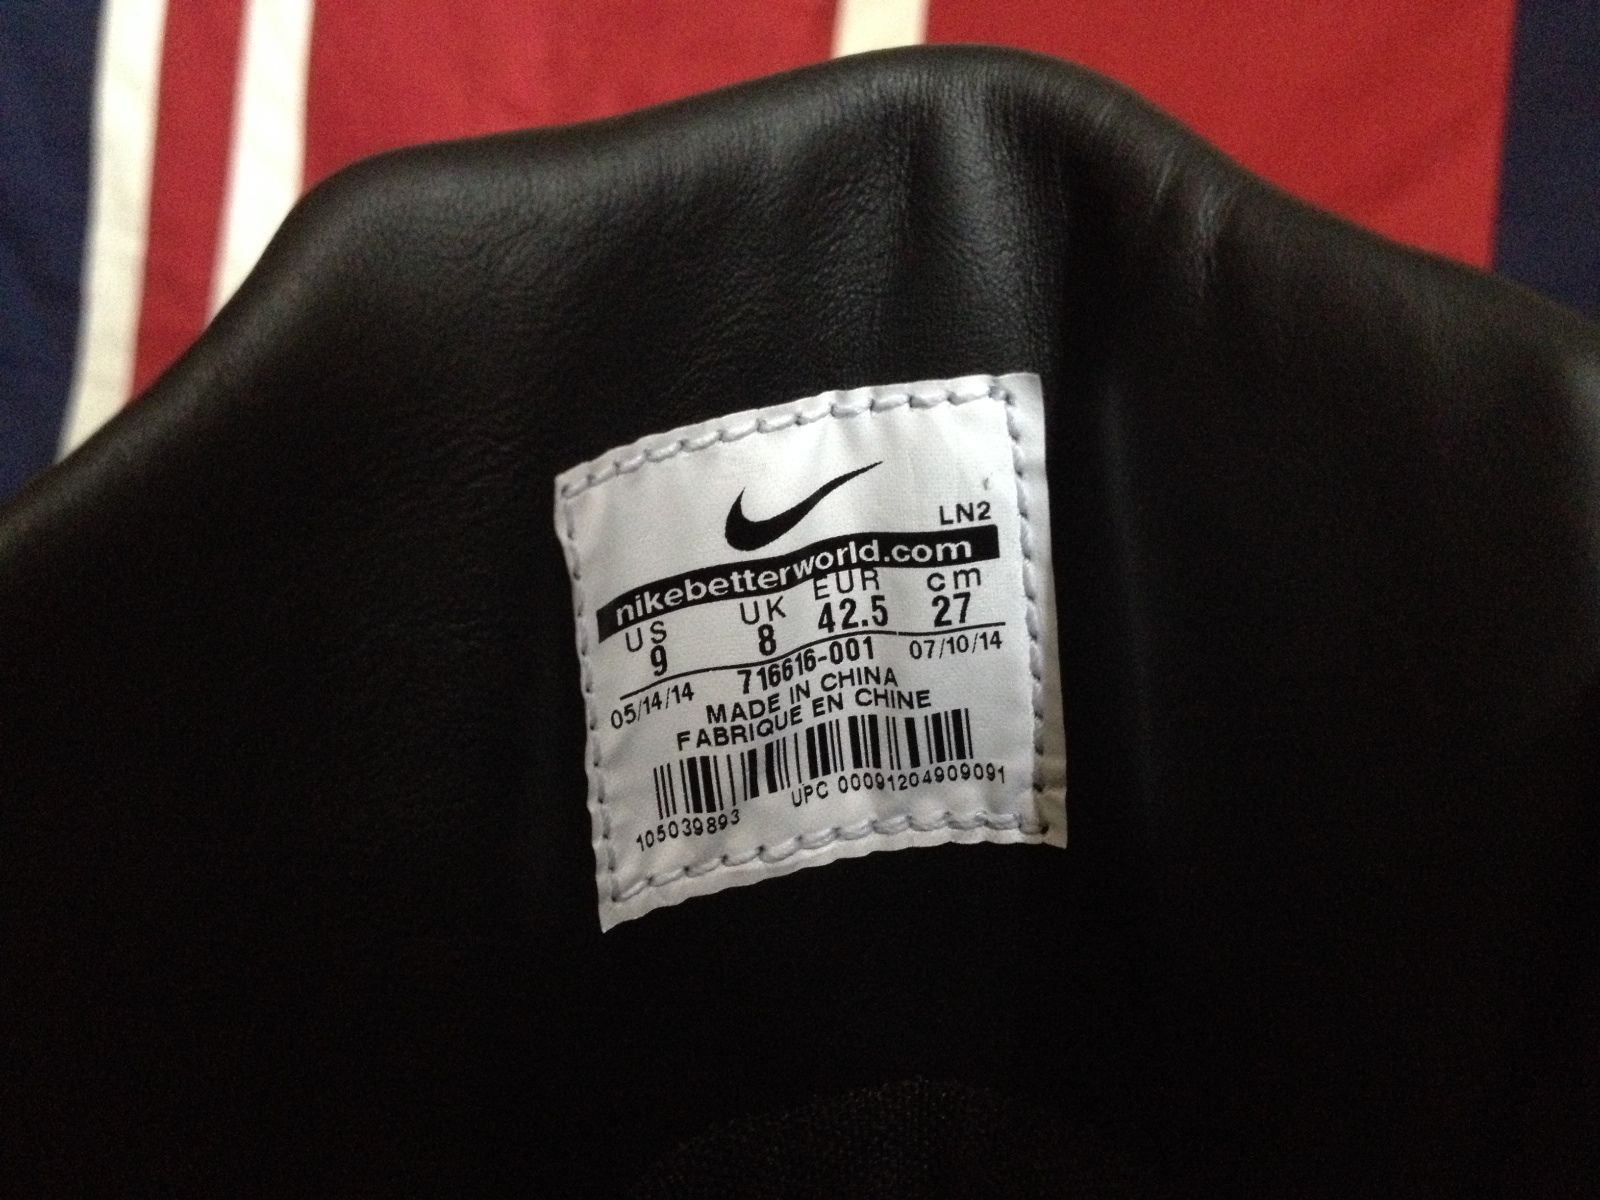 LN2
nikebetterworld.com
US UK EUR cm
9 8 42.5 27
05/14/14 716616-001 07/10/14
MADE IN CHINA
FABRIQUE EN CHINE
105039893 UPC 00091204909091